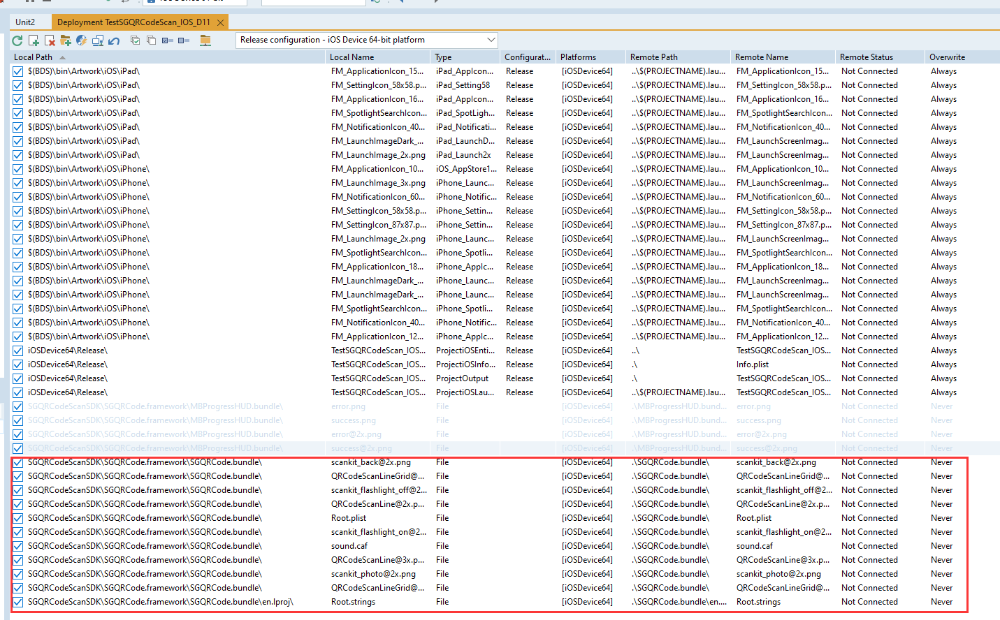 Unit2 Deployment TestSGQRCodeScan_IOS_D11
Release configuration - iOS Device 64-bit platform
Local Path Local Name Type Configurat... Platforms Remote Path Remote Name Remote Status Overwrite
$(BDS)\bin\Artwork\iOS\iPad\ FM_ApplicationIcon_15... iPad_AppIcon... Release [iOSDevice64] ..\$(PROJECTNAME).lau... FM_ApplicationIcon_15... Not Connected Always
$(BDS)\bin\Artwork\iOS\iPad\ FM_SettingIcon_58x58.p... iPad_Setting58 Release [iOSDevice64] ..\$(PROJECTNAME).lau... FM_SettingIcon_58x58.p... Not Connected Always
$(BDS)\bin\Artwork\iOS\iPad\ FM_ApplicationIcon_16... iPad_AppIcon... Release [iOSDevice64] ..\$(PROJECTNAME).lau... FM_ApplicationIcon_16... Not Connected Always
$(BDS)\bin\Artwork\iOS\iPad\ FM_SpotlightSearchIcon... iPad_SpotLigh... Release [iOSDevice64] ..\$(PROJECTNAME).lau... FM_SpotlightSearchIcon... Not Connected Always
$(BDS)\bin\Artwork\iOS\iPad\ FM_NotificationIcon_40... iPad_Notificati... Release [iOSDevice64] ..\$(PROJECTNAME).lau... FM_NotificationIcon_40... Not Connected Always
$(BDS)\bin\Artwork\iOS\iPad\ FM_LaunchImageDark_... iPad_LaunchD... Release [iOSDevice64] ..\$(PROJECTNAME).lau... FM_LaunchScreenImag... Not Connected Always
$(BDS)\bin\Artwork\iOS\iPad\ FM_LaunchImage_2x.png iPad_Launch2x Release [iOSDevice64] ..\$(PROJECTNAME).lau... FM_LaunchScreenImag... Not Connected Always
$(BDS)\bin\Artwork\iOS\iPhone\ FM_ApplicationIcon_10... iOS_AppStore1... Release [iOSDevice64] ..\$(PROJECTNAME).lau... FM_ApplicationIcon_10... Not Connected Always
$(BDS)\bin\Artwork\iOS\iPhone\ FM_LaunchImage_3x.png iPhone_Launc... Release [iOSDevice64] ..\$(PROJECTNAME).lau... FM_LaunchScreenImag... Not Connected Always
$(BDS)\bin\Artwork\iOS\iPhone\ FM_NotificationIcon_60... iPhone_Notific... Release [iOSDevice64] ..\$(PROJECTNAME).lau... FM_NotificationIcon_60... Not Connected Always
$(BDS)\bin\Artwork\iOS\iPhone\ FM_SettingIcon_58x58.p... iPhone_Settin... Release [iOSDevice64] ..\$(PROJECTNAME).lau... FM_SettingIcon_58x58.p... Not Connected Always
$(BDS)\bin\Artwork\iOS\iPhone\ FM_SettingIcon_87x87.p... iPhone_Settin... Release [iOSDevice64] ..\$(PROJECTNAME).lau... FM_SettingIcon_87x87.p... Not Connected Always
$(BDS)\bin\Artwork\iOS\iPhone\ FM_LaunchImage_2x.png iPhone_Launc... Release [iOSDevice64] ..\$(PROJECTNAME).lau... FM_LaunchScreenImag... Not Connected Always
$(BDS)\bin\Artwork\iOS\iPhone\ FM_SpotlightSearchIcon... iPhone_Spotli... Release [iOSDevice64] ..\$(PROJECTNAME).lau... FM_SpotlightSearchIcon... Not Connected Always
$(BDS)\bin\Artwork\iOS\iPhone\ FM_ApplicationIcon_18... iPhone_AppIc... Release [iOSDevice64] ..\$(PROJECTNAME).lau... FM_ApplicationIcon_18... Not Connected Always
$(BDS)\bin\Artwork\iOS\iPhone\ FM_LaunchImageDark_... iPhone_Launc... Release [iOSDevice64] ..\$(PROJECTNAME).lau... FM_LaunchScreenImag... Not Connected Always
$(BDS)\bin\Artwork\iOS\iPhone\ FM_LaunchImageDark_... iPhone_Launc... Release [iOSDevice64] ..\$(PROJECTNAME).lau... FM_LaunchScreenImag... Not Connected Always
$(BDS)\bin\Artwork\iOS\iPhone\ FM_SpotlightSearchIcon... iPhone_Spotli... Release [iOSDevice64] ..\$(PROJECTNAME).lau... FM_SpotlightSearchIcon... Not Connected Always
$(BDS)\bin\Artwork\iOS\iPhone\ FM_NotificationIcon_40... iPhone_Notific... Release [iOSDevice64] ..\$(PROJECTNAME).lau... FM_NotificationIcon_40... Not Connected Always
$(BDS)\bin\Artwork\iOS\iPhone\ FM_ApplicationIcon_12... iPhone_AppIc... Release [iOSDevice64] ..\$(PROJECTNAME).lau... FM_ApplicationIcon_12... Not Connected Always
iOSDevice64\Release\ TestSGQRCodeScan_IOS... ProjectiOSEnti... Release [iOSDevice64] ..\ TestSGQRCodeScan_IOS... Not Connected Always
iOSDevice64\Release\ TestSGQRCodeScan_IOS... ProjectiOSInfo... Release [iOSDevice64] .\ Info.plist Not Connected Always
iOSDevice64\Release\ TestSGQRCodeScan_IOS... ProjectOutput Release [iOSDevice64] .\ TestSGQRCodeScan_IOS... Not Connected Always
iOSDevice64\Release\ TestSGQRCodeScan_IOS... ProjectiOSLau... Release [iOSDevice64] ..\$(PROJECTNAME).lau... TestSGQRCodeScan_IOS... Not Connected Always
SGQRCodeScanSDK\SGQRCode.framework\MBProgressHUD.bundle\ error.png File [iOSDevice64] .\MBProgressHUD.bund... error.png Not Connected Never
SGQRCodeScanSDK\SGQRCode.framework\MBProgressHUD.bundle\ success.png File [iOSDevice64] .\MBProgressHUD.bund... success.png Not Connected Never
SGQRCodeScanSDK\SGQRCode.framework\MBProgressHUD.bundle\ error@2x.png File [iOSDevice64] .\MBProgressHUD.bund... error@2x.png Not Connected Never
SGQRCodeScanSDK\SGQRCode.framework\MBProgressHUD.bundle\ success@2x.png File [iOSDevice64] .\MBProgressHUD.bund... success@2x.png Not Connected Never
SGQRCodeScanSDK\SGQRCode.framework\SGQRCode.bundle\ scankit_back@2x.png File [iOSDevice64] .\SGQRCode.bundle\ scankit_back@2x.png Not Connected Never
SGQRCodeScanSDK\SGQRCode.framework\SGQRCode.bundle\ QRCodeScanLineGrid@... File [iOSDevice64] .\SGQRCode.bundle\ QRCodeScanLineGrid@... Not Connected Never
SGQRCodeScanSDK\SGQRCode.framework\SGQRCode.bundle\ scankit_flashlight_off@2... File [iOSDevice64] .\SGQRCode.bundle\ scankit_flashlight_off@2... Not Connected Never
SGQRCodeScanSDK\SGQRCode.framework\SGQRCode.bundle\ QRCodeScanLine@2x.p... File [iOSDevice64] .\SGQRCode.bundle\ QRCodeScanLine@2x.p... Not Connected Never
SGQRCodeScanSDK\SGQRCode.framework\SGQRCode.bundle\ Root.plist File [iOSDevice64] .\SGQRCode.bundle\ Root.plist Not Connected Never
SGQRCodeScanSDK\SGQRCode.framework\SGQRCode.bundle\ scankit_flashlight_on@2... File [iOSDevice64] .\SGQRCode.bundle\ scankit_flashlight_on@2... Not Connected Never
SGQRCodeScanSDK\SGQRCode.framework\SGQRCode.bundle\ sound.caf File [iOSDevice64] .\SGQRCode.bundle\ sound.caf Not Connected Never
SGQRCodeScanSDK\SGQRCode.framework\SGQRCode.bundle\ QRCodeScanLine@3x.p... File [iOSDevice64] .\SGQRCode.bundle\ QRCodeScanLine@3x.p... Not Connected Never
SGQRCodeScanSDK\SGQRCode.framework\SGQRCode.bundle\ scankit_photo@2x.png File [iOSDevice64] .\SGQRCode.bundle\ scankit_photo@2x.png Not Connected Never
SGQRCodeScanSDK\SGQRCode.framework\SGQRCode.bundle\ QRCodeScanLineGrid@... File [iOSDevice64] .\SGQRCode.bundle\ QRCodeScanLineGrid@... Not Connected Never
SGQRCodeScanSDK\SGQRCode.framework\SGQRCode.bundle\en.lproj\ Root.strings File [iOSDevice64] .\SGQRCode.bundle\en.... Root.strings Not Connected Never